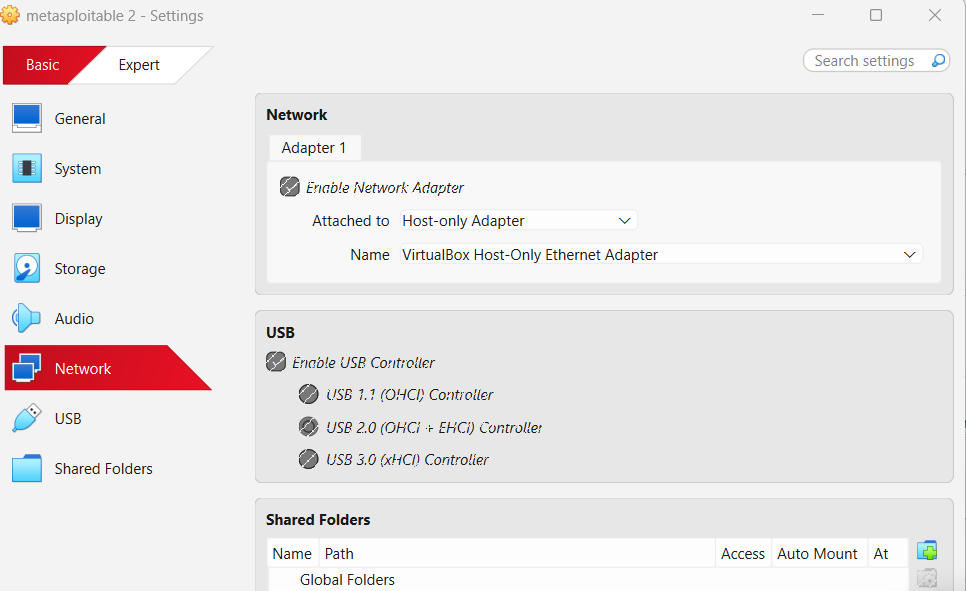 metasploitable 2 - Settings
Basic Expert
Search settings
General
System
Display
Storage
Audio
Network
USB
Shared Folders
Network
Adapter 1
Enable Network Adapter
Attached to Host-only Adapter
Name VirtualBox Host-Only Ethernet Adapter
USB
Enable USB Controller
USB 1.1 (OHCI) Controller
USB 2.0 (OHCI + EHCI) Controller
USB 3.0 (xHCI) Controller
Shared Folders
Name Path Access Auto Mount At
Global Folders